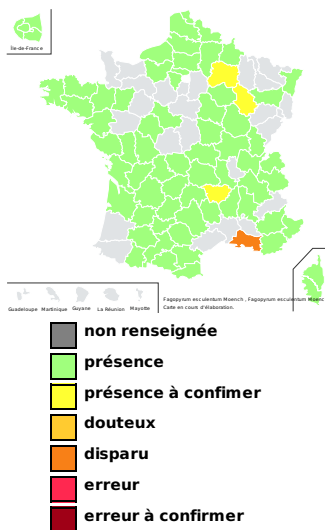 Île-de-France
Guadeloupe Martinique Guyane La Réunion Mayotte
Fagopyrum esculentum Moench , Fagopyrum esculentum Moenc
Carte en cours d'élaboration.
non renseignée
présence
présence à confimer
douteux
disparu
erreur
erreur à confirmer